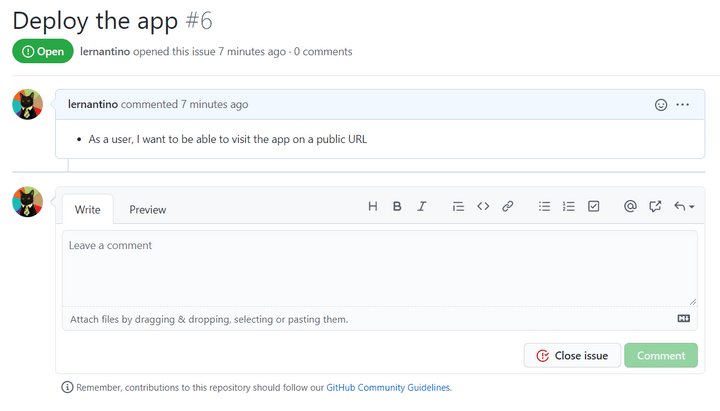 Deploy the app #6
Open lernantino opened this issue 7 minutes ago · 0 comments
lernantino commented 7 minutes ago
• As a user, I want to be able to visit the app on a public URL
Write Preview
Leave a comment
Attach files by dragging & dropping, selecting or pasting them.
Close issue Comment
Remember, contributions to this repository should follow our GitHub Community Guidelines.